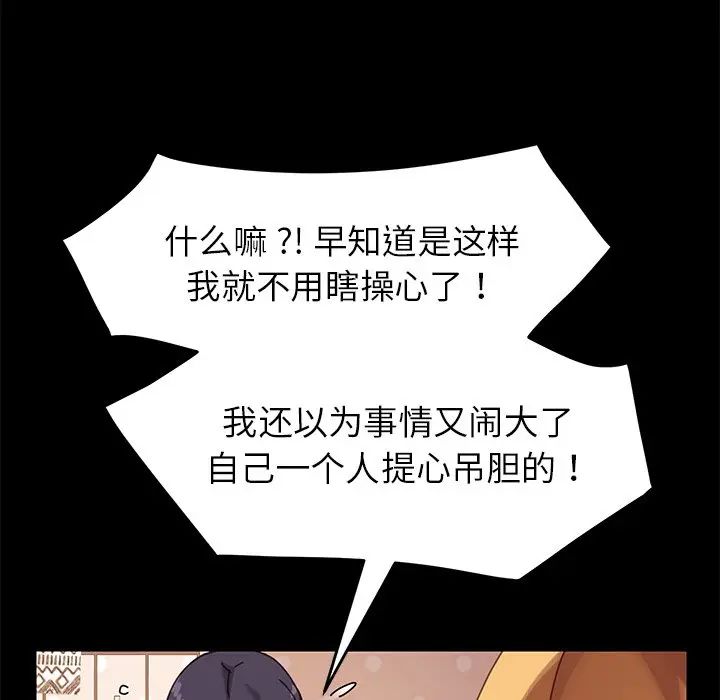 什么嘛?!早知道是这样
我就不用瞎操心了!
我还以为事情又闹大了
自己一个人提心吊胆的!
c